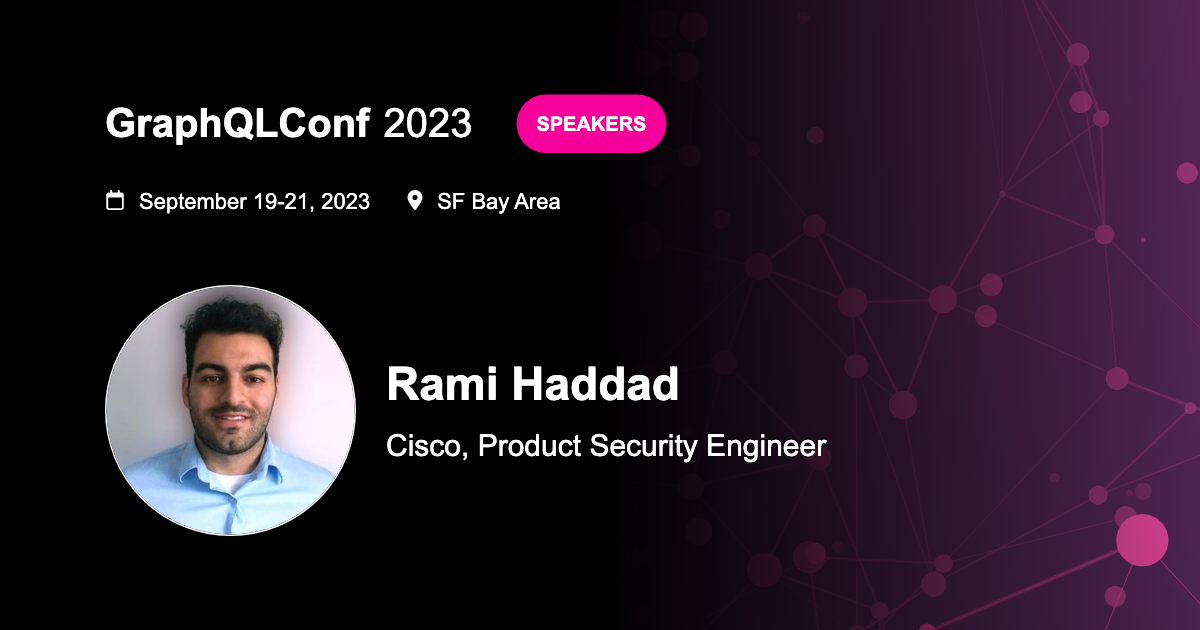 GraphQLConf 2023
SPEAKERS
September 19-21, 2023
SF Bay Area
Rami Haddad
Cisco, Product Security Engineer